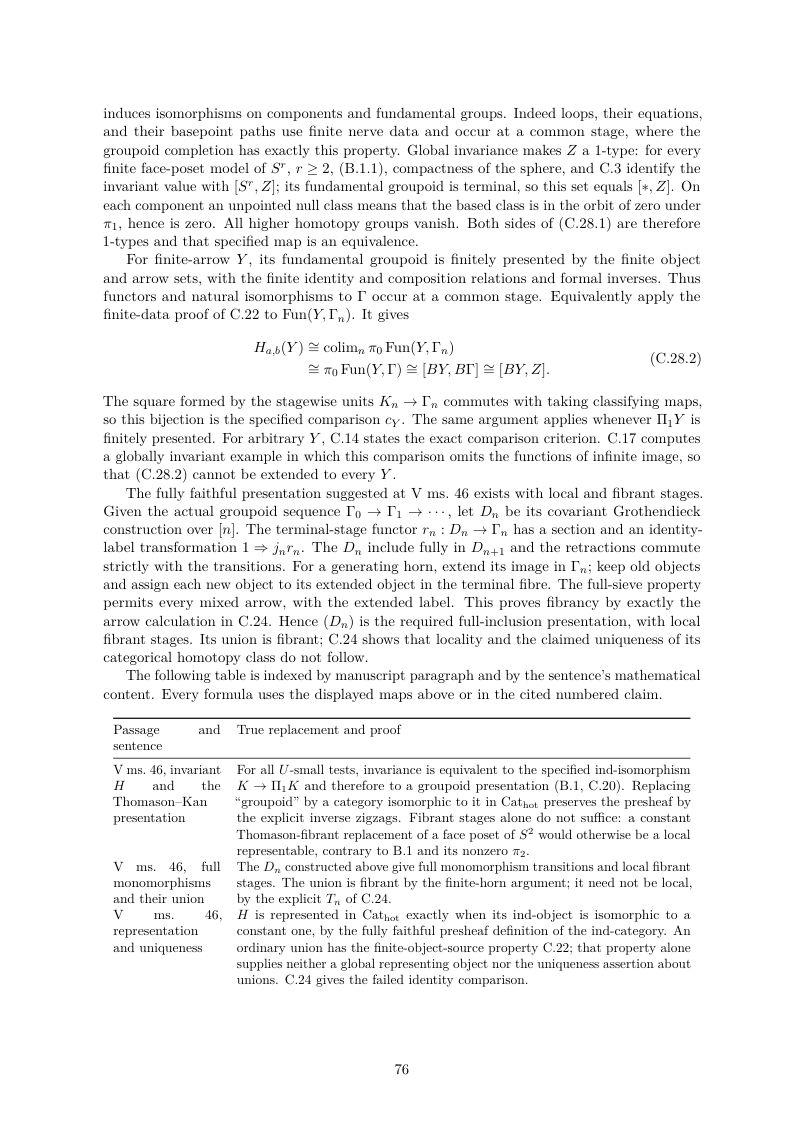 induces isomorphisms on components and fundamental groups. Indeed loops, their equations,
and their basepoint paths use finite nerve data and occur at a common stage, where the
groupoid completion has exactly this property. Global invariance makes Z a 1-type: for every
finite face-poset model of Sʳ, r ≥ 2, (B.1.1), compactness of the sphere, and C.3 identify the
invariant value with [Sʳ, Z]; its fundamental groupoid is terminal, so this set equals [∗, Z]. On
each component an unpointed null class means that the based class is in the orbit of zero under
π₁, hence is zero. All higher homotopy groups vanish. Both sides of (C.28.1) are therefore
1-types and that specified map is an equivalence.
For finite-arrow Y, its fundamental groupoid is finitely presented by the finite object
and arrow sets, with the finite identity and composition relations and formal inverses. Thus
functors and natural isomorphisms to Γ occur at a common stage. Equivalently apply the
finite-data proof of C.22 to Fun(Y, Γₙ). It gives
H_{a,b}(Y) ≅ colimₙ π₀ Fun(Y, Γₙ)
≅ π₀ Fun(Y, Γ) ≅ [BY, BΓ] ≅ [BY, Z].
(C.28.2)
The square formed by the stagewise units Kₙ → Γₙ commutes with taking classifying maps,
so this bijection is the specified comparison c_Y. The same argument applies whenever Π₁Y is
finitely presented. For arbitrary Y, C.14 states the exact comparison criterion. C.17 computes
a globally invariant example in which this comparison omits the functions of infinite image, so
that (C.28.2) cannot be extended to every Y.
The fully faithful presentation suggested at V ms. 46 exists with local and fibrant stages.
Given the actual groupoid sequence Γ₀ → Γ₁ → ⋯, let Dₙ be its covariant Grothendieck
construction over [n]. The terminal-stage functor rₙ : Dₙ → Γₙ has a section and an identity-
label transformation 1 ⇒ jₙrₙ. The Dₙ include fully in Dₙ₊₁ and the retractions commute
strictly with the transitions. For a generating horn, extend its image in Γₙ; keep old objects
and assign each new object to its extended object in the terminal fibre. The full-sieve property
permits every mixed arrow, with the extended label. This proves fibrancy by exactly the
arrow calculation in C.24. Hence (Dₙ) is the required full-inclusion presentation, with local
fibrant stages. Its union is fibrant; C.24 shows that locality and the claimed uniqueness of its
categorical homotopy class do not follow.
The following table is indexed by manuscript paragraph and by the sentence's mathematical
content. Every formula uses the displayed maps above or in the cited numbered claim.
Passage and
sentence
True replacement and proof
V ms. 46, invariant
H and the
Thomason–Kan
presentation
For all U-small tests, invariance is equivalent to the specified ind-isomorphism
K → Π₁K and therefore to a groupoid presentation (B.1, C.20). Replacing
“groupoid” by a category isomorphic to it in Cat_hot preserves the presheaf by
the explicit inverse zigzags. Fibrant stages alone do not suffice: a constant
Thomason-fibrant replacement of a face poset of S² would otherwise be a local
representable, contrary to B.1 and its nonzero π₂.
V ms. 46, full
monomorphisms
and their union
The Dₙ constructed above give full monomorphism transitions and local fibrant
stages. The union is fibrant by the finite-horn argument; it need not be local,
by the explicit Tₙ of C.24.
V ms. 46,
representation
and uniqueness
H is represented in Cat_hot exactly when its ind-object is isomorphic to a
constant one, by the fully faithful presheaf definition of the ind-category. An
ordinary union has the finite-object-source property C.22; that property alone
supplies neither a global representing object nor the uniqueness assertion about
unions. C.24 gives the failed identity comparison.
76